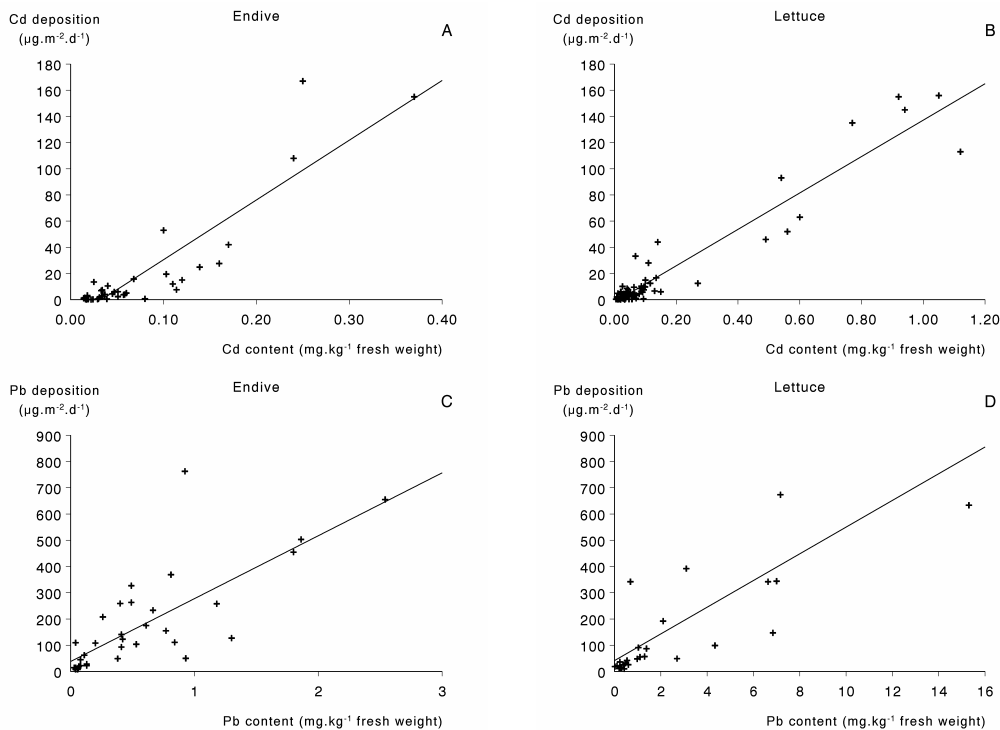 Endive
Cd deposition
(µg.m-2.d-1)
A
180
160
140
120
100
80
60
40
20
0
0.00 0.10 0.20 0.30 0.40
Cd content (mg.kg-1 fresh weight)
Lettuce
Cd deposition
(µg.m-2.d-1)
B
180
160
140
120
100
80
60
40
20
0
0.00 0.20 0.40 0.60 0.80 1.00 1.20
Cd content (mg.kg-1 fresh weight)
Endive
Pb deposition
(µg.m-2.d-1)
C
900
800
700
600
500
400
300
200
100
0
0 1 2 3
Pb content (mg.kg-1 fresh weight)
Lettuce
Pb deposition
(µg.m-2.d-1)
D
900
800
700
600
500
400
300
200
100
0
0 2 4 6 8 10 12 14 16
Pb content (mg.kg-1 fresh weight)